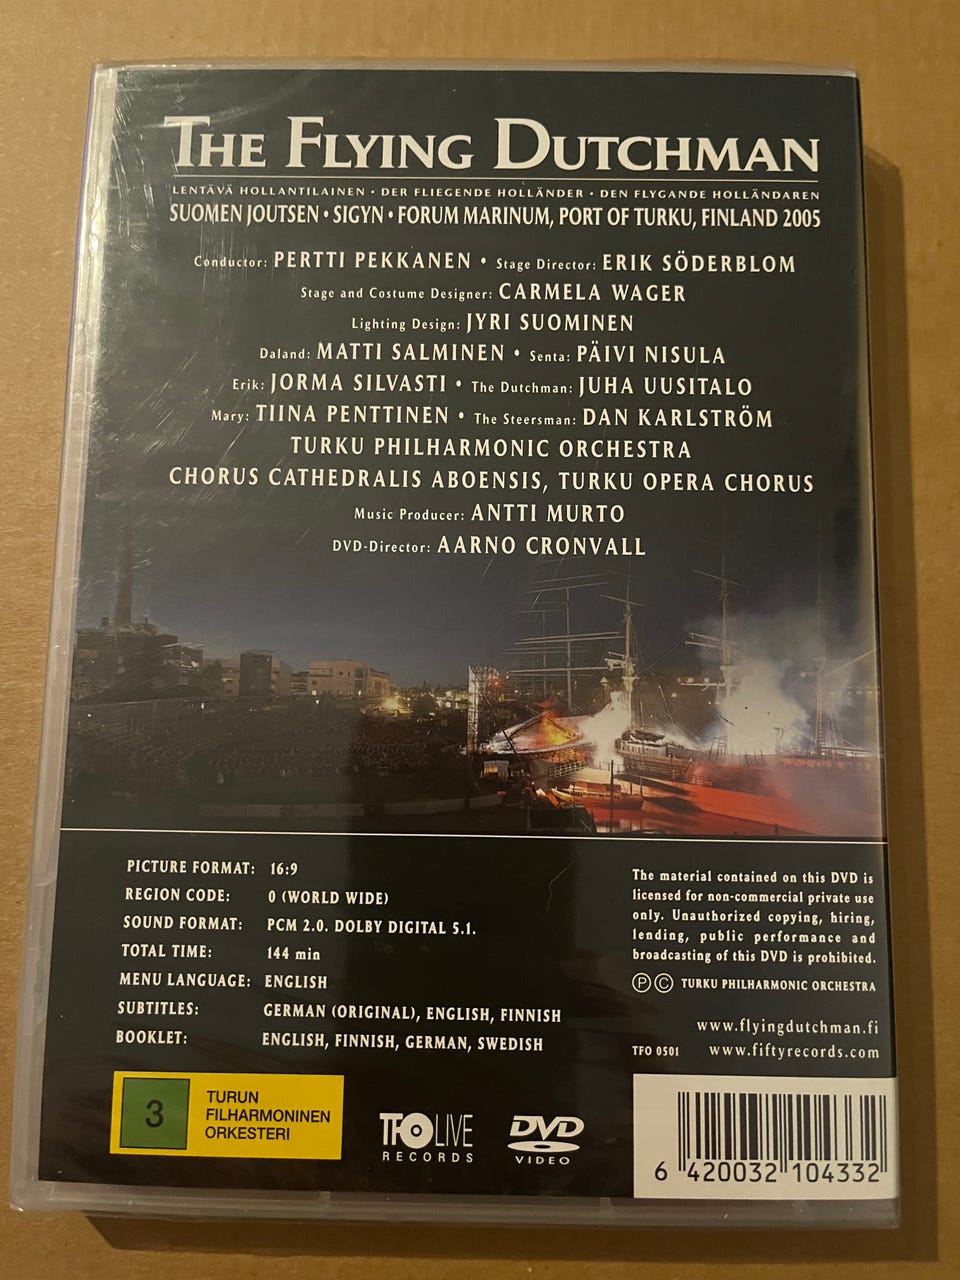 THE FLYING DUTCHMAN
LENTÄVÄ HOLLANTILAINEN • DER FLIEGENDE HOLLÄNDER • DEN FLYGANDE HOLLÄNDAREN
SUOMEN JOUTSEN • SIGYN • FORUM MARINUM, PORT OF TURKU, FINLAND 2005
Conductor: PERTTI PEKKANEN • Stage Director: ERIK SÖDERBLOM
Stage and Costume Designer: CARMELA WAGER
Lighting Design: JYRI SUOMINEN
Daland: MATTI SALMINEN • Senta: PÄIVI NISULA
Erik: JORMA SILVASTI • The Dutchman: JUHA UUSITALO
Mary: TIINA PENTTINEN • The Steersman: DAN KARLSTRÖM
TURKU PHILHARMONIC ORCHESTRA
CHORUS CATHEDRALIS ABOENSIS, TURKU OPERA CHORUS
Music Producer: ANTTI MURTO
DVD-Director: AARNO CRONVALL
PICTURE FORMAT: 16:9
REGION CODE: 0 (WORLD WIDE)
SOUND FORMAT: PCM 2.0. DOLBY DIGITAL 5.1.
TOTAL TIME: 144 min
MENU LANGUAGE: ENGLISH
SUBTITLES: GERMAN (ORIGINAL), ENGLISH, FINNISH
BOOKLET: ENGLISH, FINNISH, GERMAN, SWEDISH
The material contained on this DVD is
licensed for non-commercial private use
only. Unauthorized copying, hiring,
lending, public performance and
broadcasting of this DVD is prohibited.
Ⓟ © TURKU PHILHARMONIC ORCHESTRA
www.flyingdutchman.fi
TFO 0501 www.fiftyrecords.com
3
TURUN
FILHARMONINEN
ORKESTERI
TFO LIVE
RECORDS
DVD
VIDEO
6 420032 104332